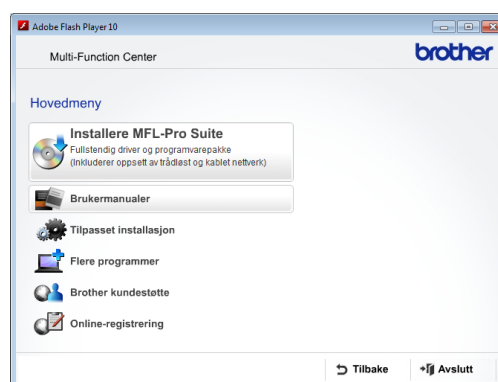 Adobe Flash Player 10
Multi-Function Center
brother
Hovedmeny
Installere MFL-Pro Suite
Fullstendig driver og programvarepakke
(Inkluderer oppsett av trådløst og kablet nettverk)
Brukermanualer
Tilpasset installasjon
Flere programmer
Brother kundestøtte
Online-registrering
Tilbake
Avslutt